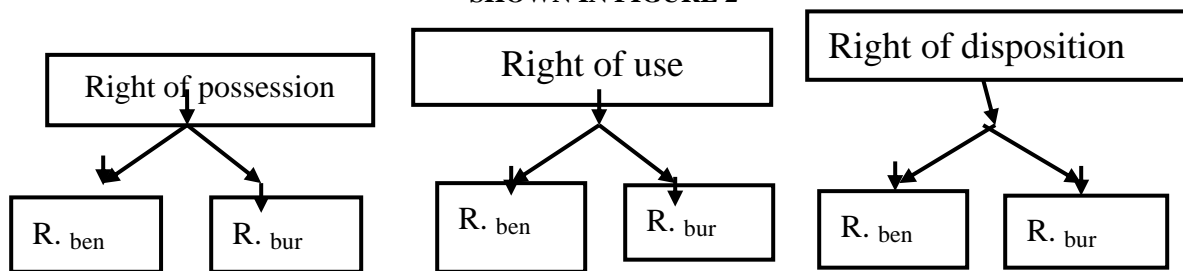 SHOWN IN FIGURE 2
Right of possession
Right of use
Right of disposition
R. ben
R. bur
R. ben
R. bur
R. ben
R. bur